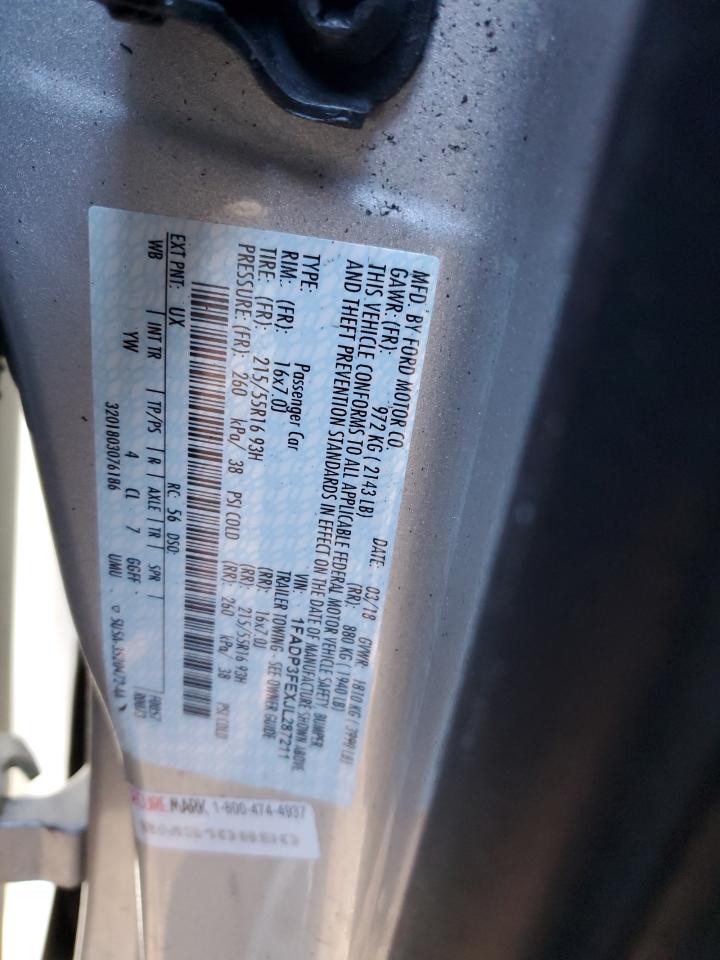 MFD. BY FORD MOTOR CO.
DATE: 03/18 GVWR: 1810 KG
GAWR: (FR): 972 KG ( 2143 LB) (RR): 880 KG ( 1940 LB)
THIS VEHICLE CONFORMS TO ALL APPLICABLE FEDERAL MOTOR VEHICLE SAFETY, BUMPER
AND THEFT PREVENTION STANDARDS IN EFFECT ON THE DATE OF MANUFACTURE SHOWN ABOVE.
VIN: 1FADP3FEXJL287211
TYPE: Passenger Car TRAILER TOWING - SEE OWNER GUIDE
RIM: (FR): 16x7.0J (RR): 16x7.0J
TIRE: (FR): 215/55R16 93H (RR): 215/55R16 93H
PRESSURE: (FR): 260 kPa/ 38 PSI COLD (RR): 260 kPa/ 38 PSI COLD
EXT PNT: UX RC: 56 DSO:
WB INT TR TP/PS R AXLE TR SPR
YW 4 CL 7 GGFF
3201803076186 UMU
1-800-474-4937